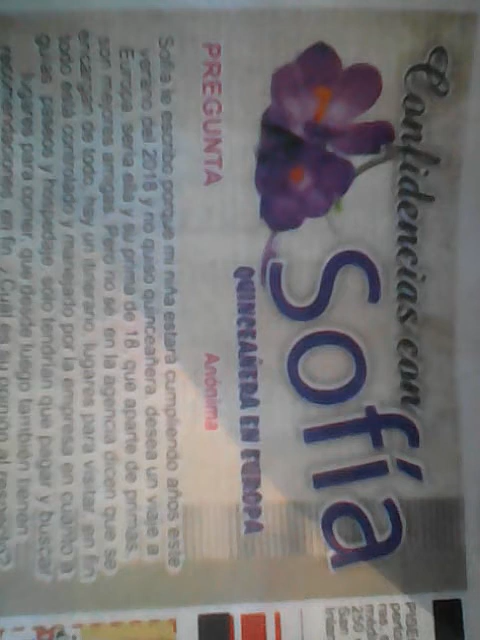 Confidencias con
Sofía
QUINCEAÑERA EN EUROPA
PREGUNTA
Anónima
Sofía te escribo porque mi niña estará cumpliendo años este
verano del 2018 y no quiso quinceañera, desea un viaje a
Europa, sería ella y su prima de 18, que aparte de primas,
son mejores amigas. Pero no sé, en la agencia dicen que se
encargan de todo, hay un itinerario, lugares para visitar, en fin
todo está controlado y manejado por la empresa en cuanto a
guías, paseos y hospedaje, solo tendrían que pagar y buscar
lugares para comer, que desde luego también tienen
recomendaciones, en fin. ¿Cuál es su opinión al respecto?